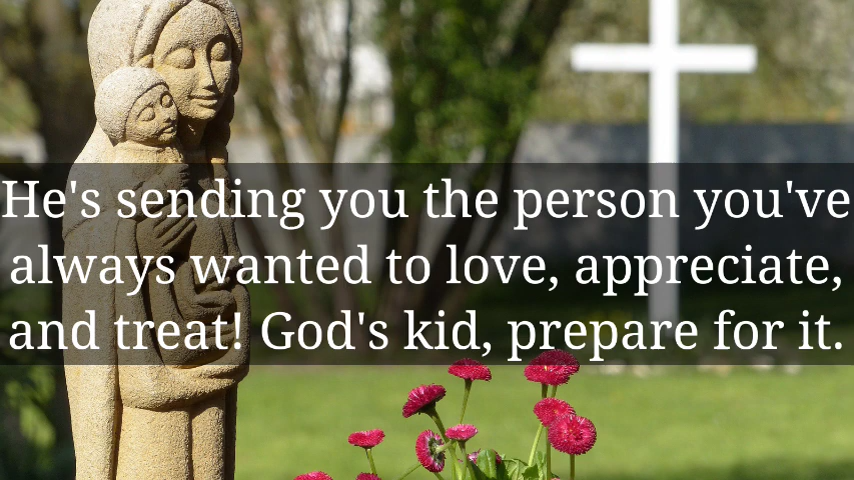 He's sending you the person you've
always wanted to love, appreciate,
and treat! God's kid, prepare for it.